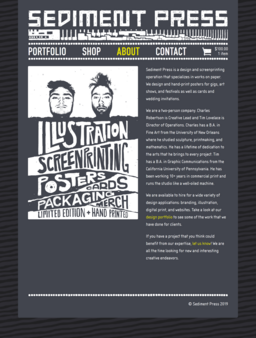 SEDIMENT PRESS
PORTFOLIO SHOP ABOUT CONTACT
ILLUSTRATION
SCREENPRINTING
POSTERS
CARDS
PACKAGING
MERCH
LIMITED EDITION + HAND PRINTED
Sediment Press is a design and screenprinting
operation that specializes in works on paper.
We design and hand-print posters for gigs, art
shows, and festivals as well as cards and
wedding invitations.
We are a two-person company. Charles
Robertson is Creative Lead and Tim Loveless is
Director of Operations. Charles has a B.A. in
Fine Art from the University of New Orleans
where he studied sculpture, printmaking, and
mathematics. He has a lifetime of dedication to
the arts that he brings to every project. Tim
has a B.A. in Graphic Communications from the
California University of Pennsylvania. He has
been working 10+ years in commercial print and
runs the studio like a well-oiled machine.
We are available to hire for a wide variety of
design applications: branding, illustration,
digital print, and website. Take a look at our
design portfolio to see some of the work that we
have done for clients.
If you have a project that you think could
benefit from our expertise, let us know! We are
all the time looking for new and interesting
creative endeavors.
© Sediment Press 2019